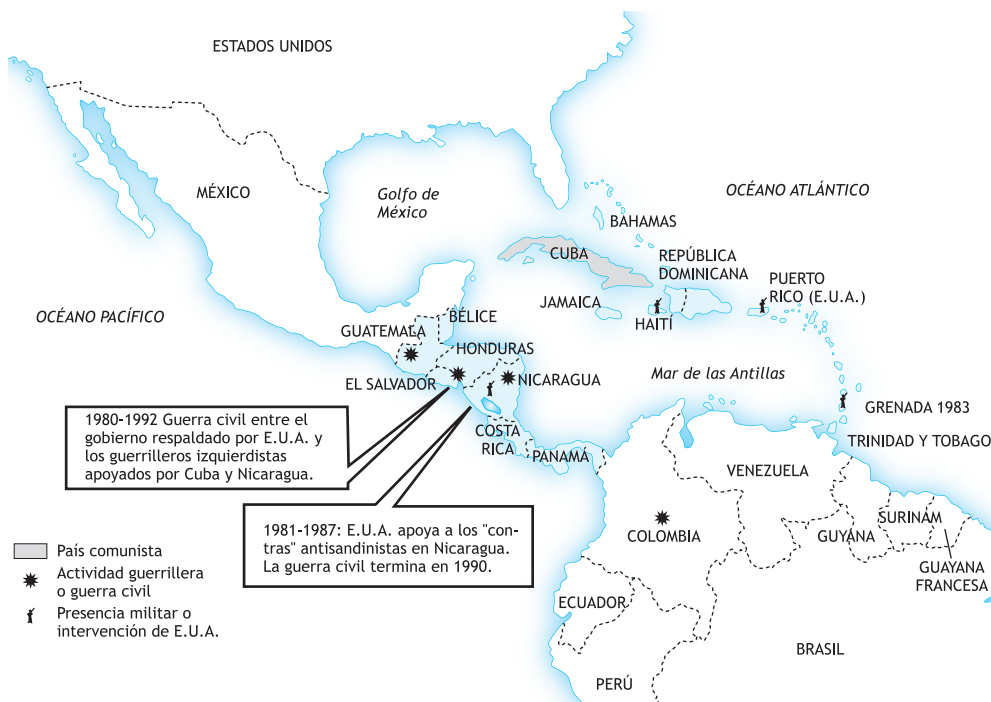 ESTADOS UNIDOS
MÉXICO
Golfo de
México
OCÉANO ATLÁNTICO
BAHAMAS
CUBA
REPÚBLICA
DOMINICANA
PUERTO
RICO (E.U.A.)
JAMAICA
HAITÍ
OCÉANO PACÍFICO
BÉLICE
GUATEMALA
HONDURAS
EL SALVADOR
NICARAGUA
Mar de las Antillas
GRENADA 1983
COSTA
RICA
PANAMÁ
TRINIDAD Y TOBAGO
VENEZUELA
COLOMBIA
GUYANA
SURINAM
GUAYANA
FRANCESA
ECUADOR
PERÚ
BRASIL
1980-1992 Guerra civil entre el
gobierno respaldado por E.U.A. y
los guerrilleros izquierdistas
apoyados por Cuba y Nicaragua.
1981-1987: E.U.A. apoya a los "con-
tras" antisandinistas en Nicaragua.
La guerra civil termina en 1990.
País comunista
Actividad guerrillera
o guerra civil
Presencia militar o
intervención de E.U.A.